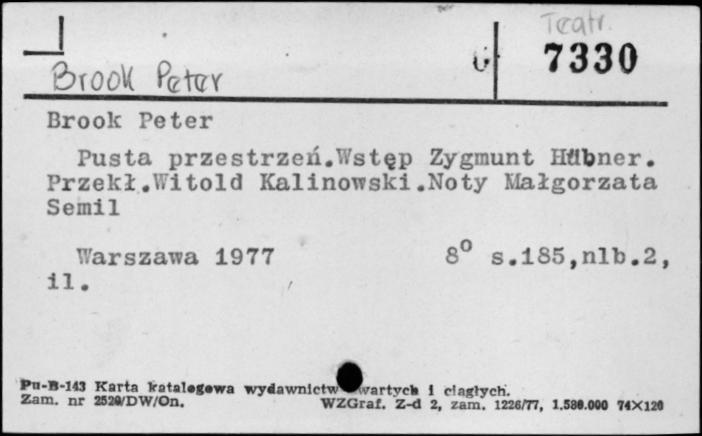 Teatr.
7330
Brook Peter
Brook Peter
Pusta przestrzeń.Wstęp Zygmunt Hübner.
Przekł.Witold Kalinowski.Noty Małgorzata
Semil
Warszawa 1977 8° s.185,nlb.2,
il.
Pu-B-143 Karta katalogowa wydawnictw zwartych i ciągłych.
Zam. nr 2529/DW/On. WZGraf. Z-d 2, zam. 1226/77, 1.580.000 74×120